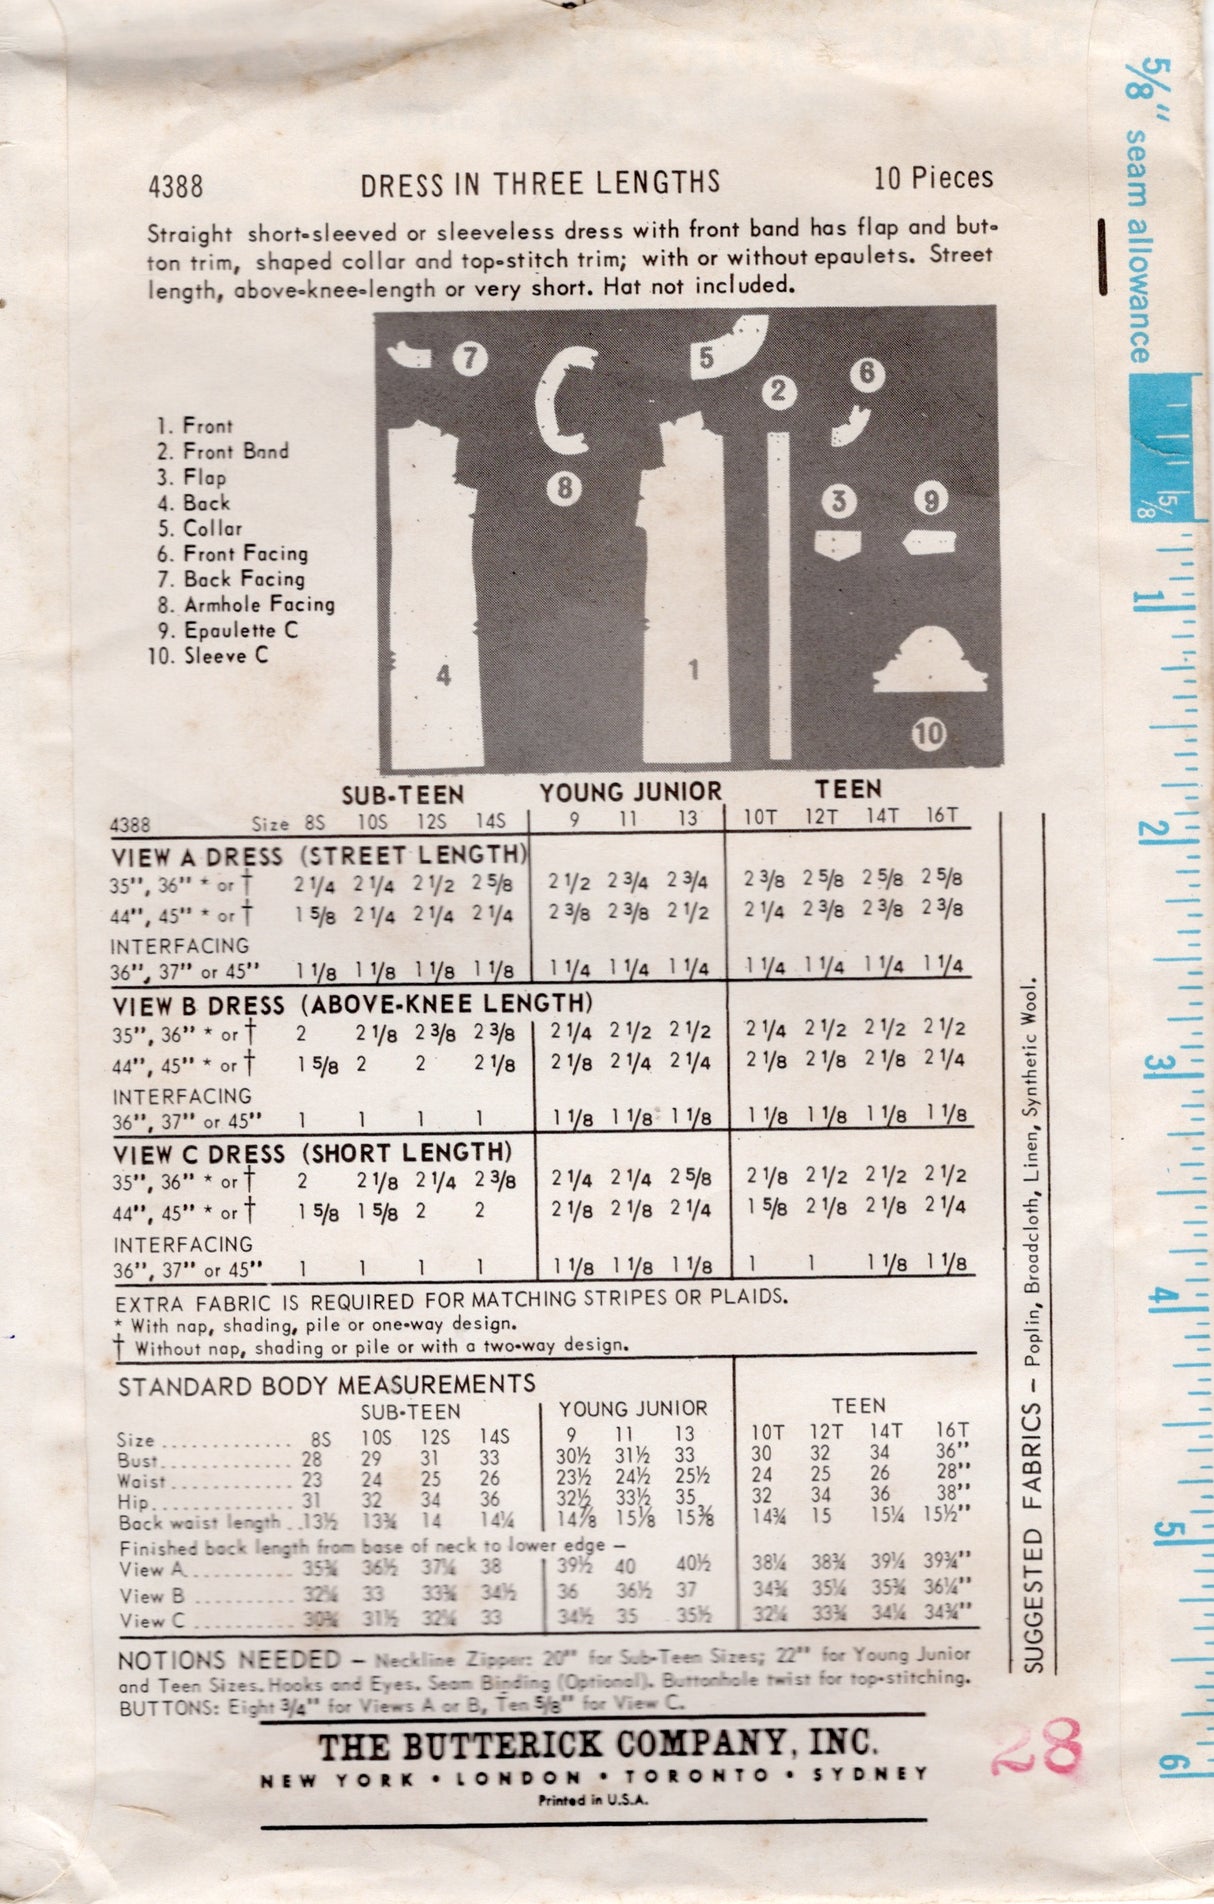 4388 DRESS IN THREE LENGTHS 10 Pieces
Straight short-sleeved or sleeveless dress with front band has flap and but-
ton trim, shaped collar and top-stitch trim; with or without epaulets. Street
length, above-knee-length or very short. Hat not included.
1. Front
2. Front Band
3. Flap
4. Back
5. Collar
6. Front Facing
7. Back Facing
8. Armhole Facing
9. Epaulette C
10. Sleeve C
7
5
6
2
8
3
9
4
1
10
SUB-TEEN YOUNG JUNIOR TEEN
4388 Size 8S 10S 12S 14S 9 11 13 10T 12T 14T 16T
VIEW A DRESS (STREET LENGTH)
35", 36" * or † 2 1/4 2 1/4 2 1/2 2 5/8 2 1/2 2 3/4 2 3/4 2 3/8 2 5/8 2 5/8 2 5/8
44", 45" * or † 1 5/8 2 1/4 2 1/4 2 1/4 2 3/8 2 3/8 2 1/2 2 1/4 2 3/8 2 3/8 2 3/8
INTERFACING
36", 37" or 45" 1 1/8 1 1/8 1 1/8 1 1/8 1 1/4 1 1/4 1 1/4 1 1/4 1 1/4 1 1/4 1 1/4
VIEW B DRESS (ABOVE-KNEE LENGTH)
35", 36" * or † 2 2 1/8 2 3/8 2 3/8 2 1/4 2 1/2 2 1/2 2 1/4 2 1/2 2 1/2 2 1/2
44", 45" * or † 1 5/8 2 2 2 1/8 2 1/8 2 1/4 2 1/4 2 1/8 2 1/8 2 1/8 2 1/4
INTERFACING
36", 37" or 45" 1 1 1 1 1 1/8 1 1/8 1 1/8 1 1/8 1 1/8 1 1/8 1 1/8
VIEW C DRESS (SHORT LENGTH)
35", 36" * or † 2 2 1/8 2 1/4 2 3/8 2 1/4 2 1/4 2 5/8 2 1/8 2 1/2 2 1/2 2 1/2
44", 45" * or † 1 5/8 1 5/8 2 2 2 1/8 2 1/8 2 1/4 1 5/8 2 1/8 2 1/8 2 1/4
INTERFACING
36", 37" or 45" 1 1 1 1 1 1/8 1 1/8 1 1/8 1 1 1 1/8 1 1/8
EXTRA FABRIC IS REQUIRED FOR MATCHING STRIPES OR PLAIDS.
* With nap, shading, pile or one-way design.
† Without nap, shading or pile or with a two-way design.
STANDARD BODY MEASUREMENTS
SUB-TEEN YOUNG JUNIOR TEEN
Size 8S 10S 12S 14S 9 11 13 10T 12T 14T 16T
Bust 28 29 31 33 30½ 31½ 33 30 32 34 36"
Waist 23 24 25 26 23½ 24½ 25½ 24 25 26 28"
Hip 31 32 34 36 32½ 33½ 35 32 34 36 38"
Back waist length 13½ 13¾ 14 14¼ 14⅞ 15⅛ 15⅜ 14¾ 15 15¼ 15½"
Finished back length from base of neck to lower edge –
View A 35¾ 36½ 37¼ 38 39½ 40 40½ 38¼ 38¾ 39¼ 39¾"
View B 32¼ 33 33¾ 34½ 36 36½ 37 34¾ 35¼ 35¾ 36¼"
View C 30¾ 31½ 32¼ 33 34½ 35 35½ 32¼ 33¾ 34¼ 34¾"
NOTIONS NEEDED – Neckline Zipper: 20" for Sub-Teen Sizes; 22" for Young Junior
and Teen Sizes. Hooks and Eyes. Seam Binding (Optional). Buttonhole twist for top-stitching.
BUTTONS: Eight 3/4" for Views A or B, Ten 5/8" for View C.
THE BUTTERICK COMPANY, INC.
NEW YORK • LONDON • TORONTO • SYDNEY
Printed in U.S.A.
28
SUGGESTED FABRICS – Poplin, Broadcloth, Linen, Synthetic Wool.
5/8" seam allowance
5/8
1
2
3
4
5
6